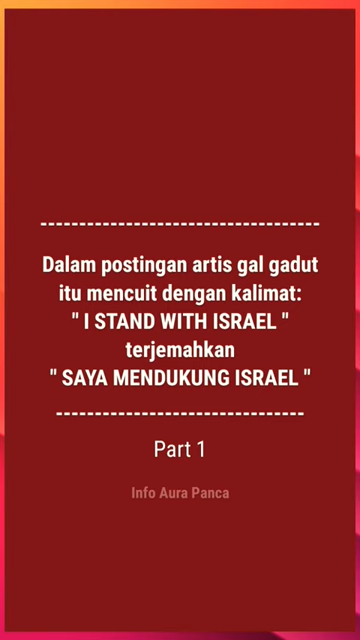 ------------------------------------
Dalam postingan artis gal gadut
itu mencuit dengan kalimat:
" I STAND WITH ISRAEL "
terjemahkan
" SAYA MENDUKUNG ISRAEL "
--------------------------------
Part 1
Info Aura Panca